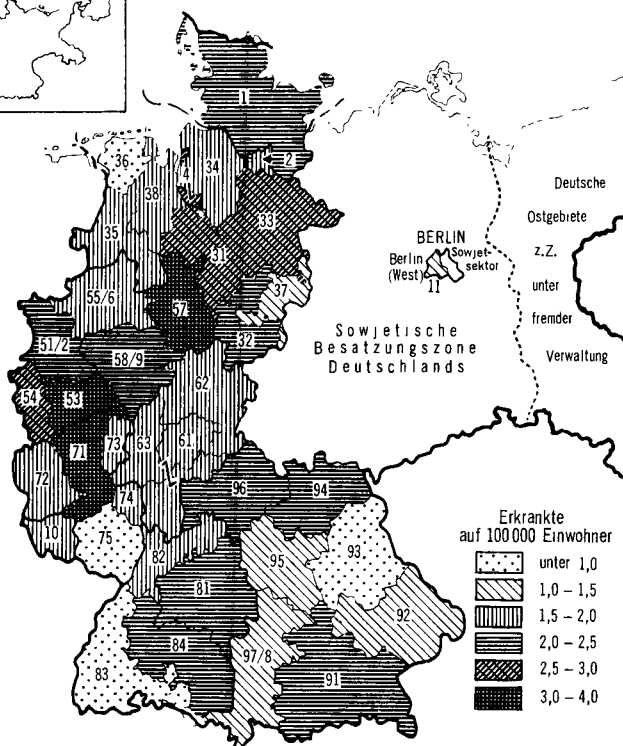 1
36
4
34
2
38
33
35
31
Deutsche
Ostgebiete
z.Z.
unter
fremder
Verwaltung
BERLIN
Berlin
(West)
Sowjet-
sektor
11
37
55/6
57
32
Sowjetische
Besatzungszone
Deutschlands
51/2
58/9
62
54
53
73
63
61
71
72
96
94
74
10
75
82
95
93
81
92
84
97/8
83
91
Erkrankte
auf 100000 Einwohner
unter 1,0
1,0 – 1,5
1,5 – 2,0
2,0 – 2,5
2,5 – 3,0
3,0 – 4,0